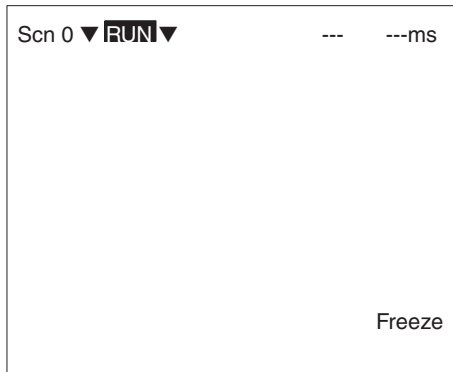 Scn 0 ▼ RUN ▼ --- ---ms
Freeze